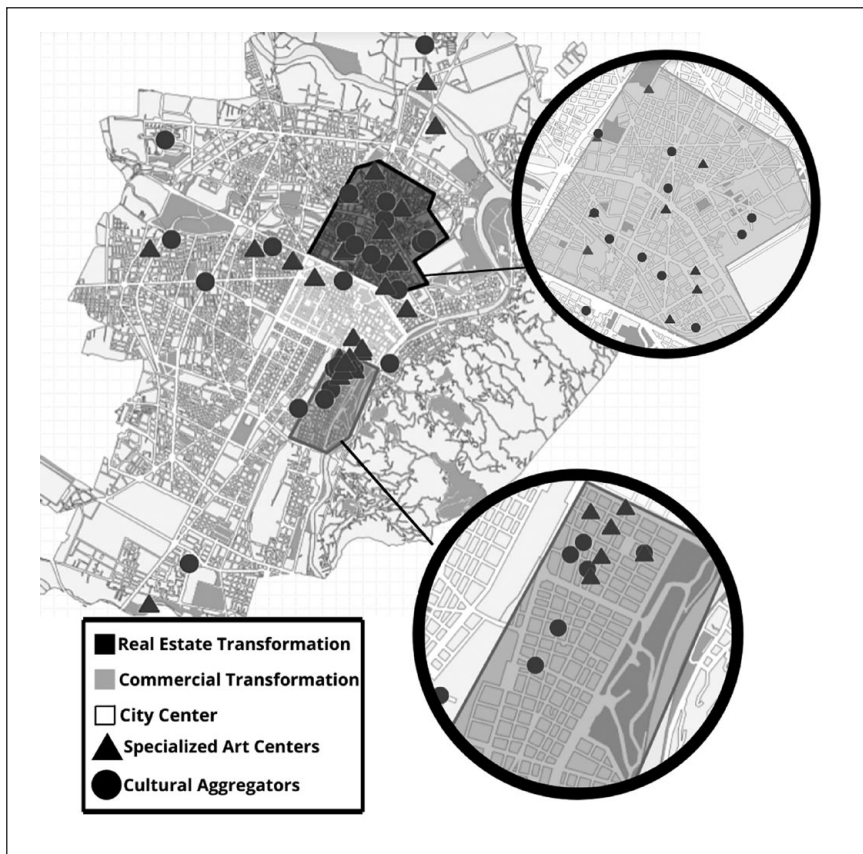 Real Estate Transformation
Commercial Transformation
City Center
Specialized Art Centers
Cultural Aggregators